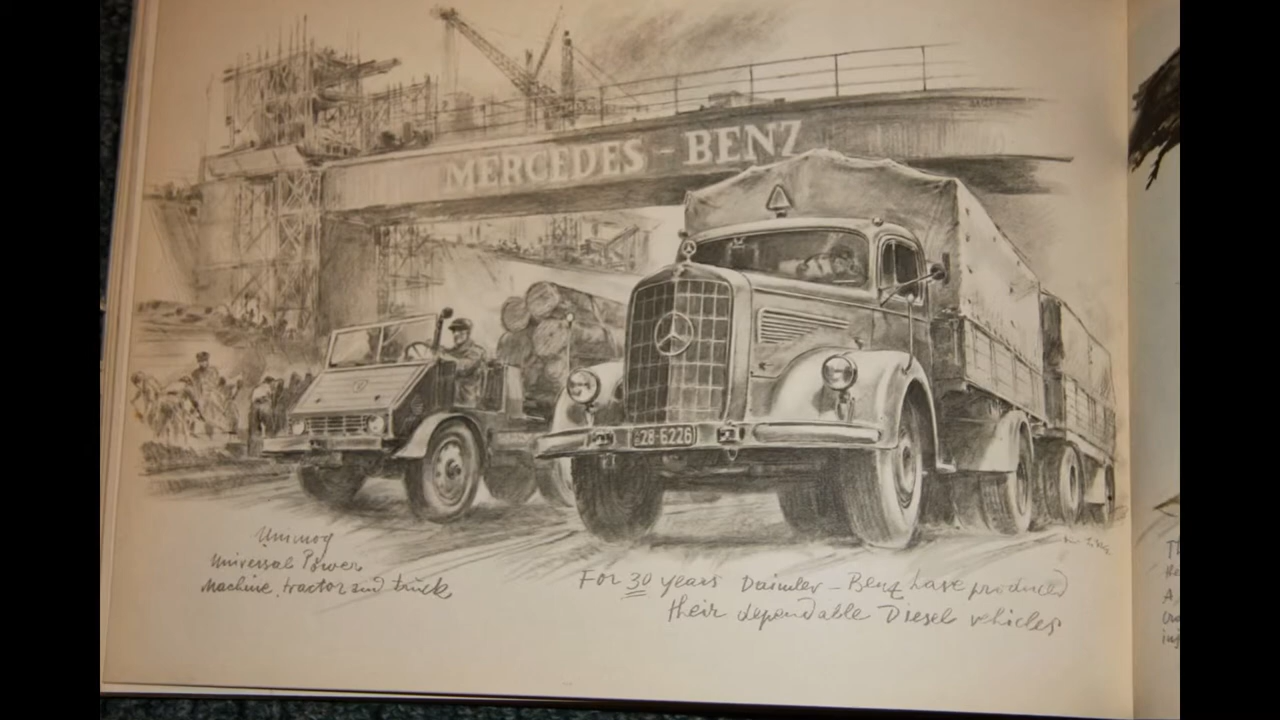 MERCEDES - BENZ
28-6226
Unimog
Universal Power
Machine, tractor and truck
For 30 years Daimler - Benz have produced
their dependable Diesel vehicles